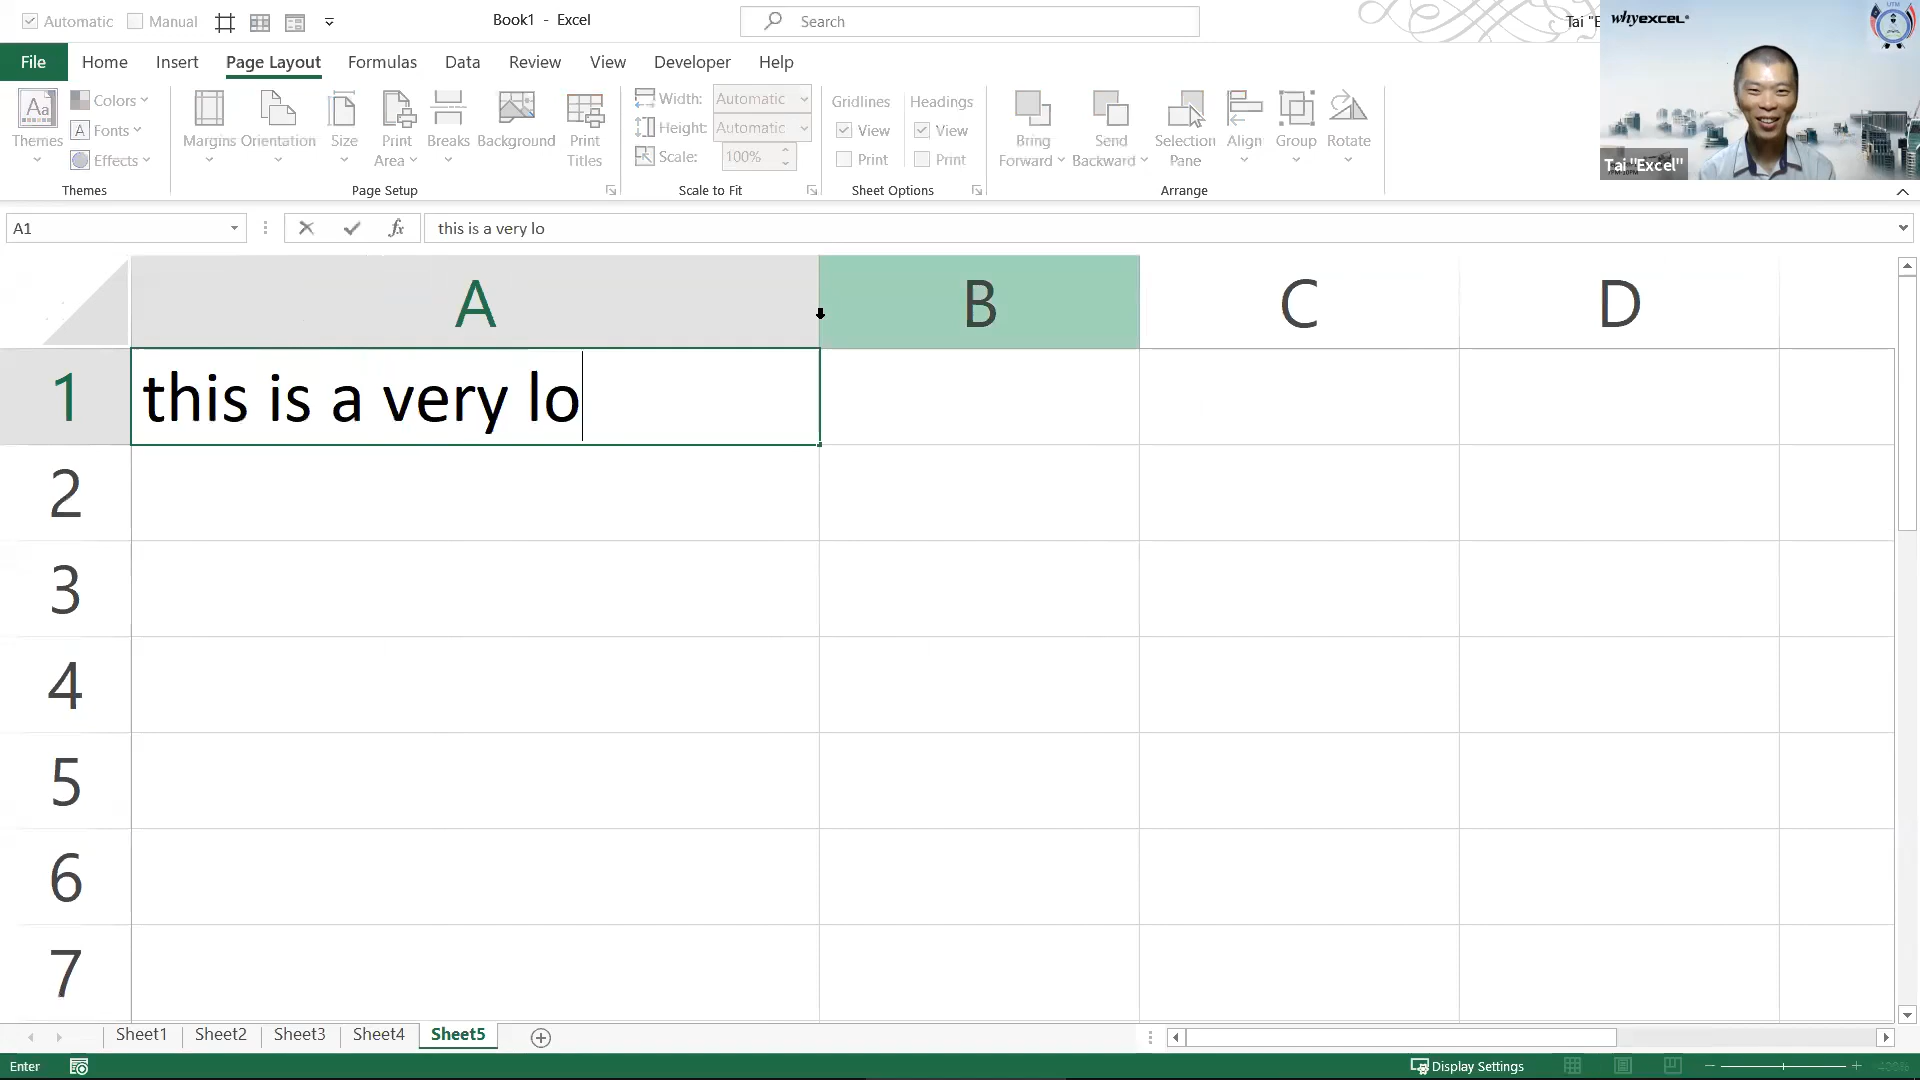 Automatic Manual Book1 - Excel Search Tai "E
whyEXCEL®
UTM
File Home Insert Page Layout Formulas Data Review View Developer Help
Tai "Excel"
Themes Colors Fonts Effects
Themes
Margins Orientation Size Print Area Breaks Background Print Titles
Page Setup
Width: Automatic
Height: Automatic
Scale: 100%
Scale to Fit
Gridlines Headings
View View
Print Print
Sheet Options
Bring Forward Send Backward Selection Pane Align Group Rotate
Arrange
A1 fx this is a very lo
A B C D
1 this is a very lo
2
3
4
5
6
7
Sheet1 Sheet2 Sheet3 Sheet4 Sheet5
Enter Display Settings